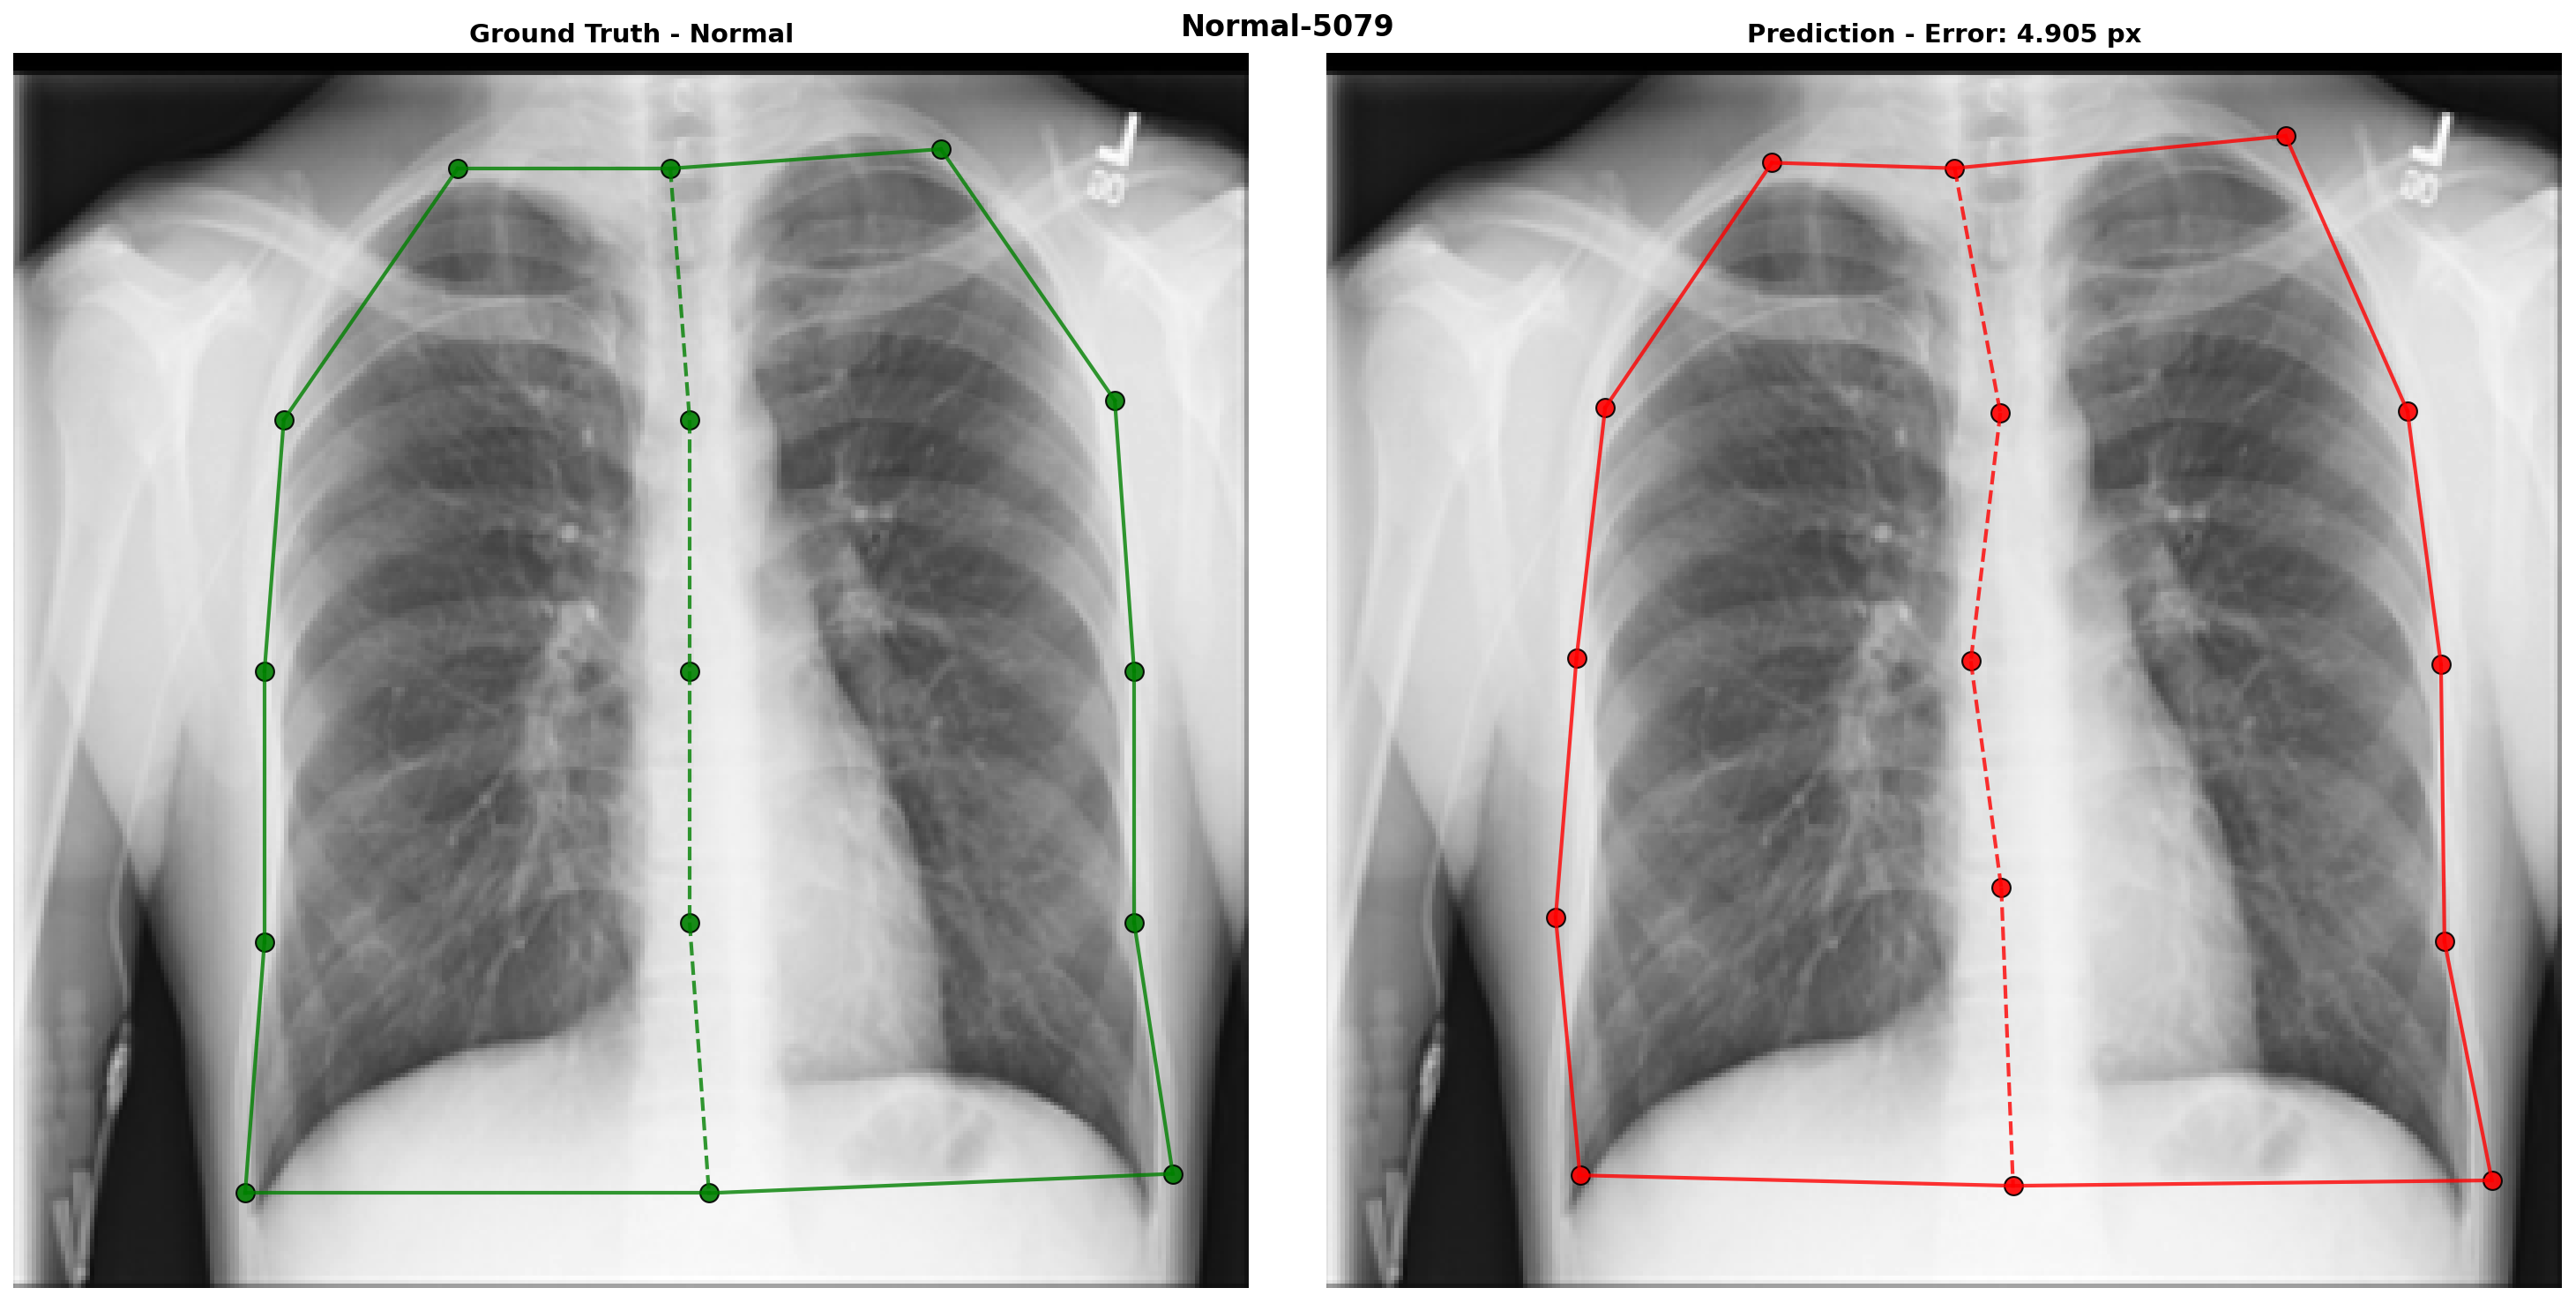 Normal-5079
Ground Truth - Normal
Prediction - Error: 4.905 px
L
L